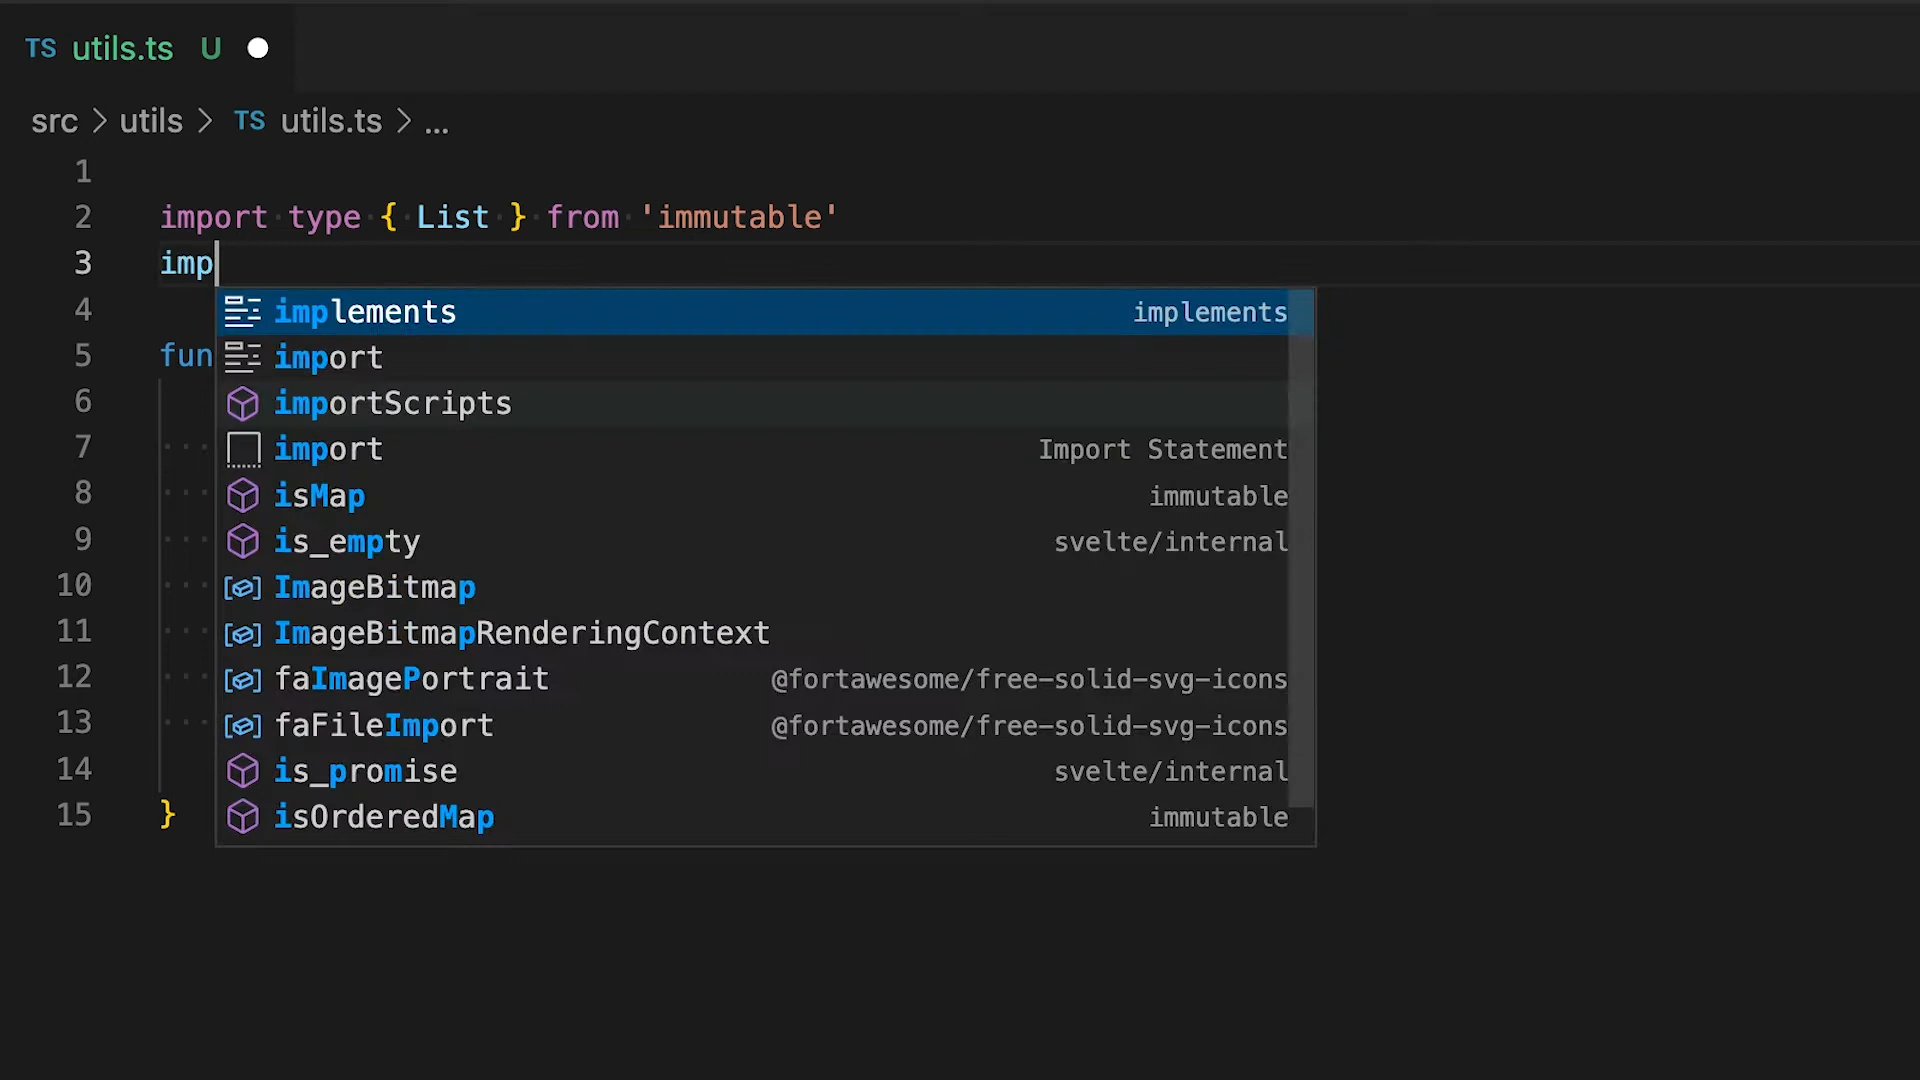 TS utils.ts U
src > utils > TS utils.ts > ...
1
2 import type { List } from 'immutable'
3 imp
4 implements implements
5 fun import
6 importScripts
7 import Import Statement
8 isMap immutable
9 is_empty svelte/internal
10 ImageBitmap
11 ImageBitmapRenderingContext
12 faImagePortrait @fortawesome/free-solid-svg-icons
13 faFileImport @fortawesome/free-solid-svg-icons
14 is_promise svelte/internal
15 } isOrderedMap immutable